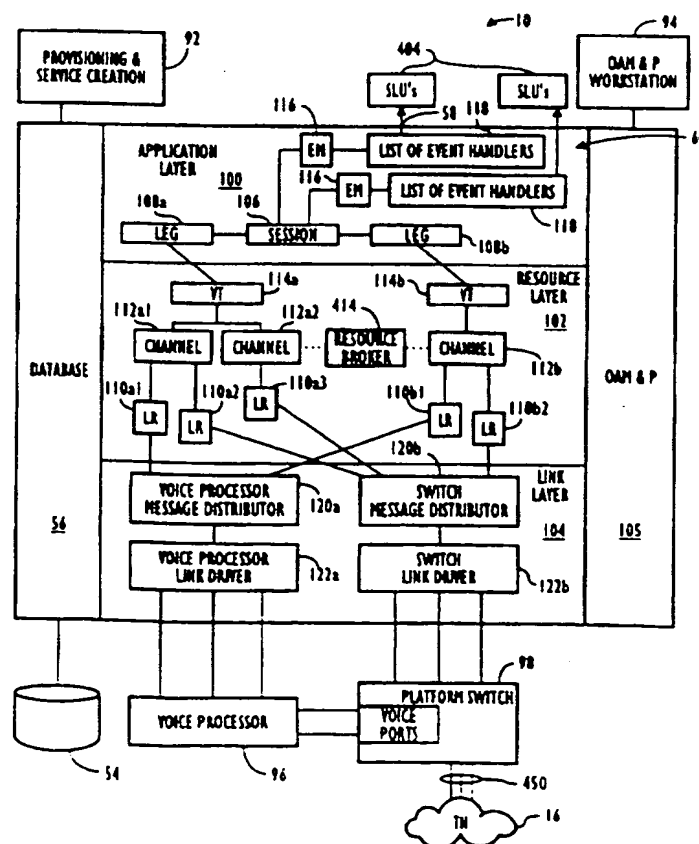 10
92
PROVISIONING &
SERVICE CREATION
94
OAM & P
WORKSTATION
404
SLU's
SLU's
58
118
116
EM
LIST OF EVENT HANDLERS
6
APPLICATION
LAYER
100
116
EM
LIST OF EVENT HANDLERS
118
108a
106
LEG
SESSION
LEG
108b
114a
VT
114b
VT
RESOURCE
LAYER
102
112a1
112a2
414
CHANNEL
CHANNEL
RESOURCE
BROKER
CHANNEL
112b
DATABASE
OAM & P
110a1
110a2
110a3
110b1
110b2
LR
LR
LR
LR
LR
120b
LINK
LAYER
VOICE PROCESSOR
MESSAGE DISTRIBUTOR
120a
SWITCH
MESSAGE DISTRIBUTOR
56
104
105
VOICE PROCESSOR
LINK DRIVER
122a
SWITCH
LINK DRIVER
122b
98
PLATFORM SWITCH
VOICE PROCESSOR
VOICE
PORTS
54
96
450
TN
16